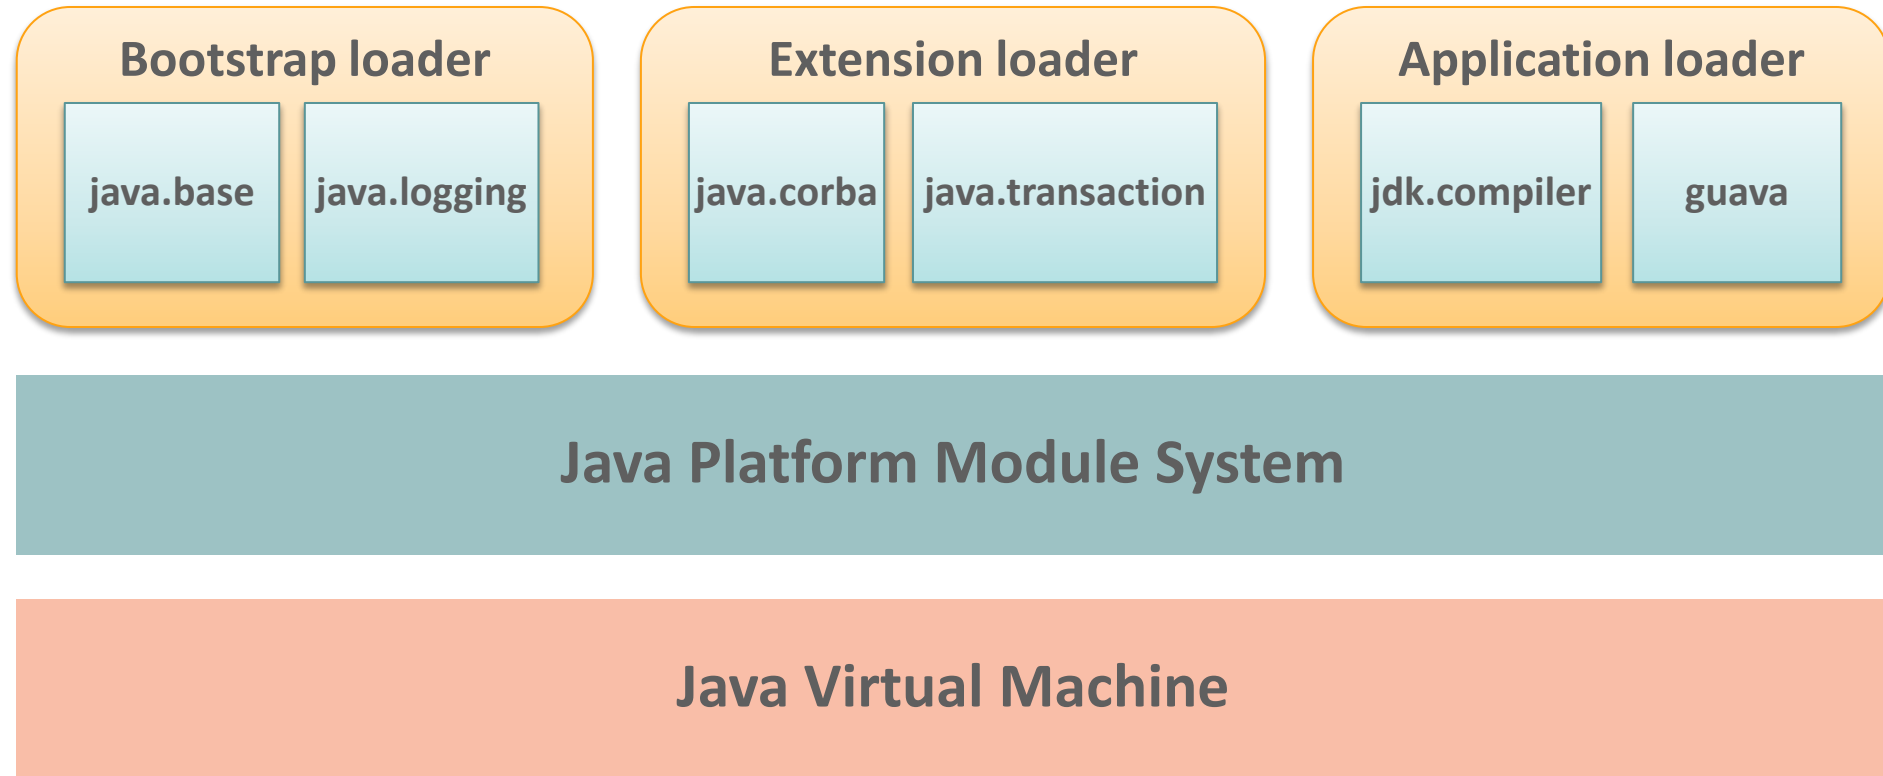 Bootstrap loader
java.base
java.logging
Extension loader
java.corba
java.transaction
Application loader
jdk.compiler
guava
Java Platform Module System
Java Virtual Machine